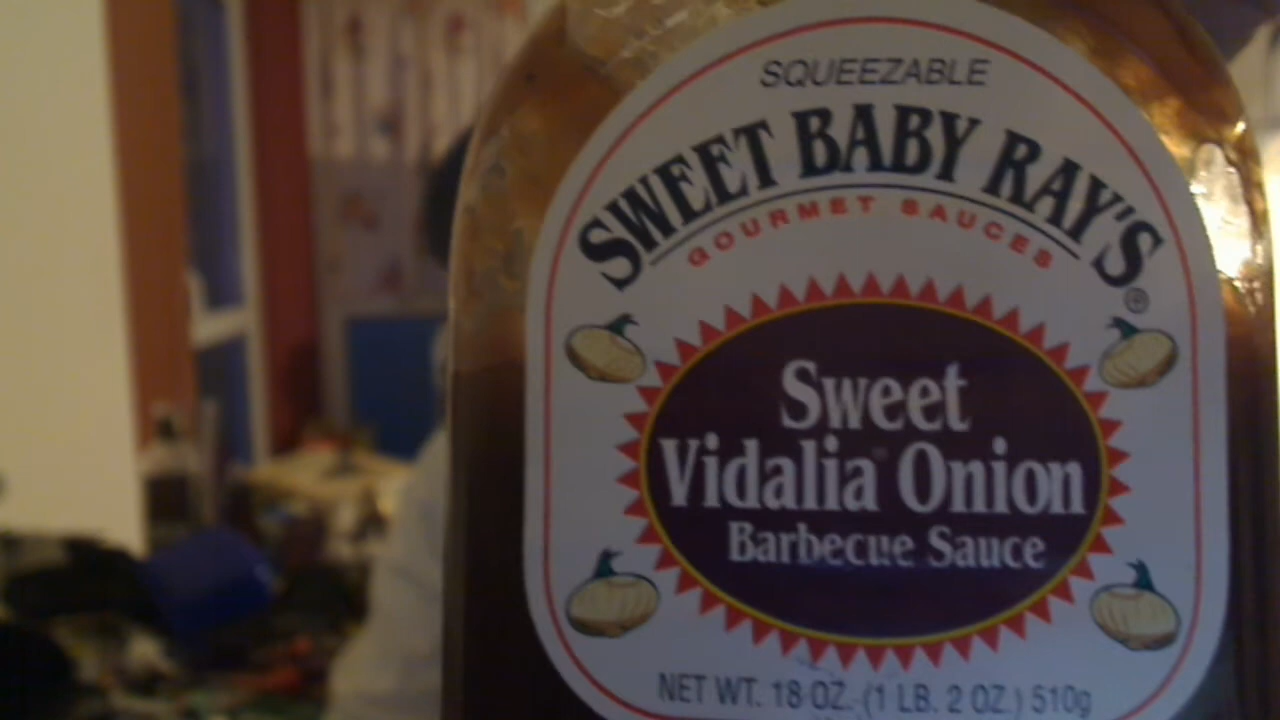 SQUEEZABLE
SWEET BABY RAY'S®
GOURMET SAUCES
Sweet
Vidalia Onion
Barbecue Sauce
NET WT. 18 OZ. (1 LB. 2 OZ.) 510g